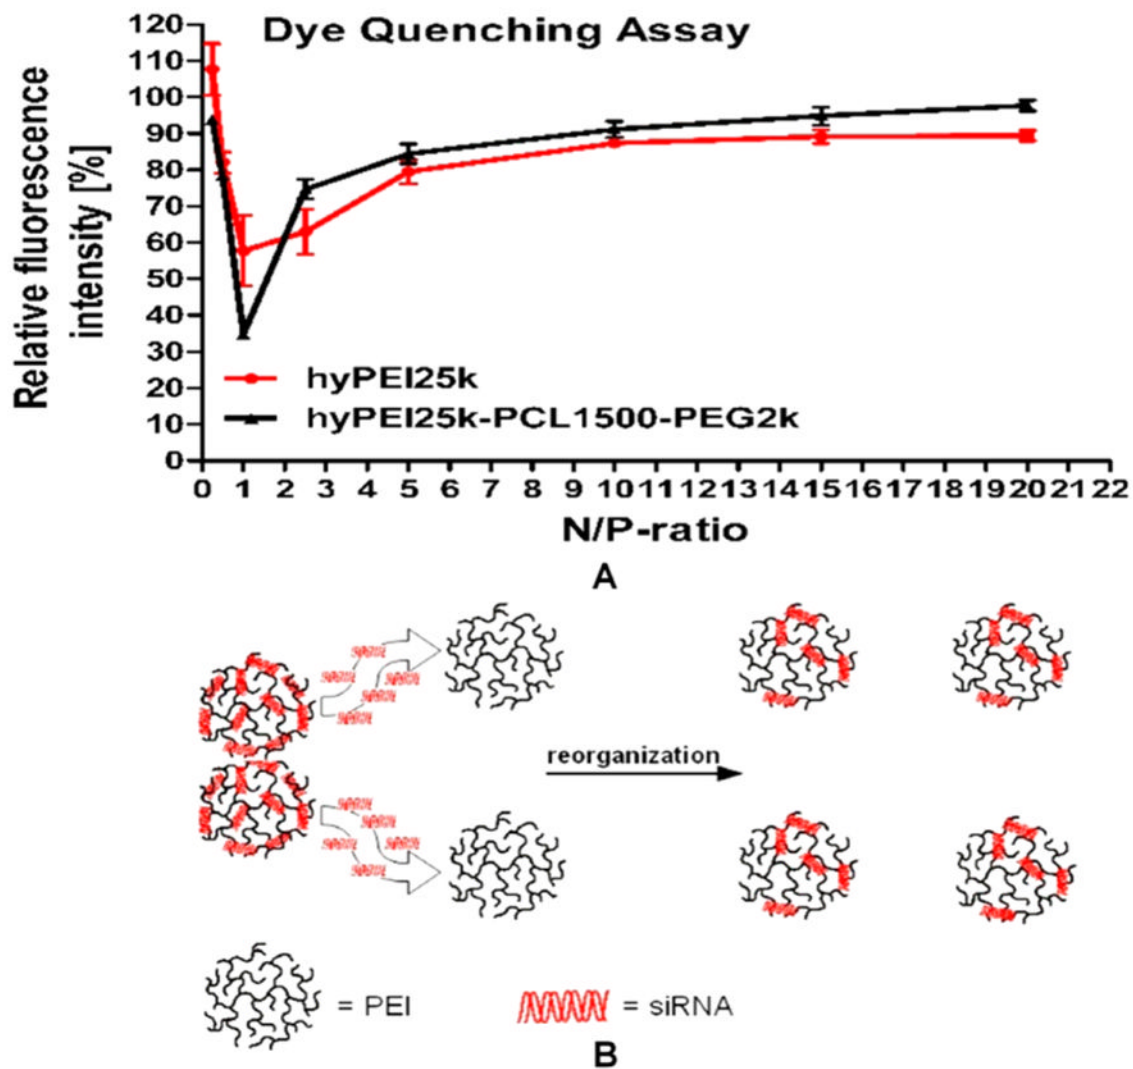 Dye Quenching Assay
Relative fluorescence
intensity [%]
120
110
100
90
80
70
60
50
40
30
20
10
0
hyPEI25k
hyPEI25k-PCL1500-PEG2k
0 1 2 3 4 5 6 7 8 9 10 11 12 13 14 15 16 17 18 19 20 21 22
N/P-ratio
A
reorganization
= PEI
= siRNA
B